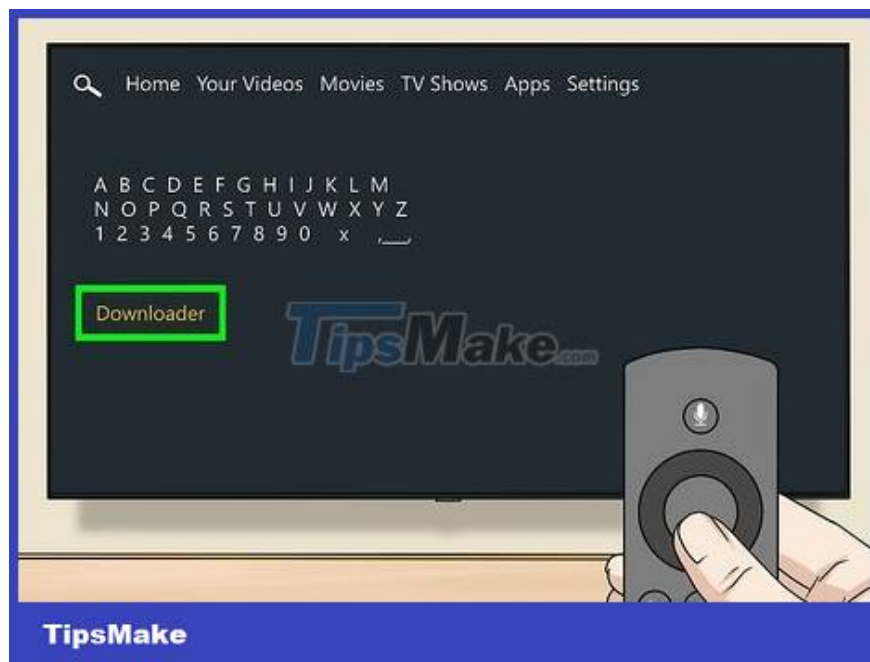 Home Your Videos Movies TV Shows Apps Settings
A B C D E F G H I J K L M
N O P Q R S T U V W X Y Z
1 2 3 4 5 6 7 8 9 0 x
Downloader
TipsMake.com
TipsMake